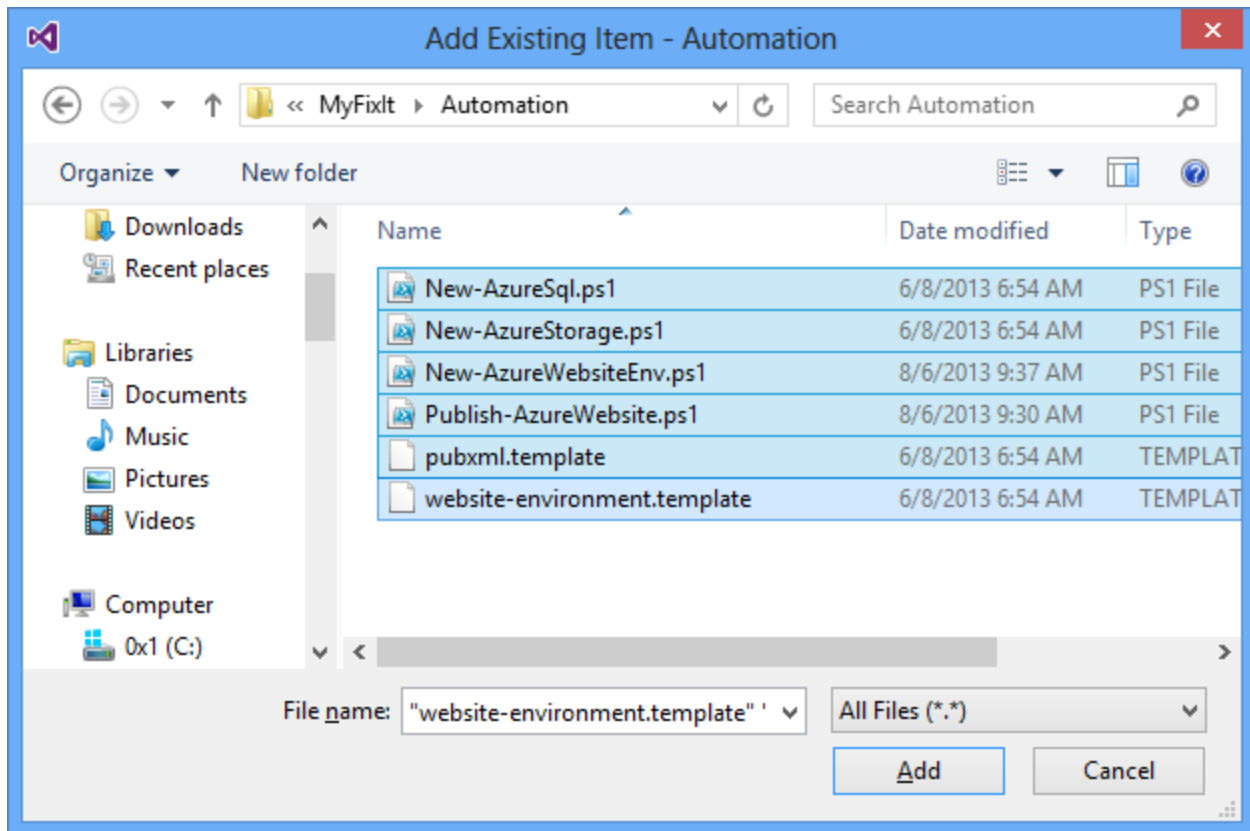 Add Existing Item - Automation
« MyFixIt Automation Search Automation
Organize New folder
Downloads
Recent places
Libraries
Documents
Music
Pictures
Videos
Computer
0x1 (C:)
Name Date modified Type
New-AzureSql.ps1 6/8/2013 6:54 AM PS1 File
New-AzureStorage.ps1 6/8/2013 6:54 AM PS1 File
New-AzureWebsiteEnv.ps1 8/6/2013 9:37 AM PS1 File
Publish-AzureWebsite.ps1 8/6/2013 9:30 AM PS1 File
pubxml.template 6/8/2013 6:54 AM TEMPLAT
website-environment.template 6/8/2013 6:54 AM TEMPLAT
File name: "website-environment.template" ' All Files (*.*)
Add Cancel